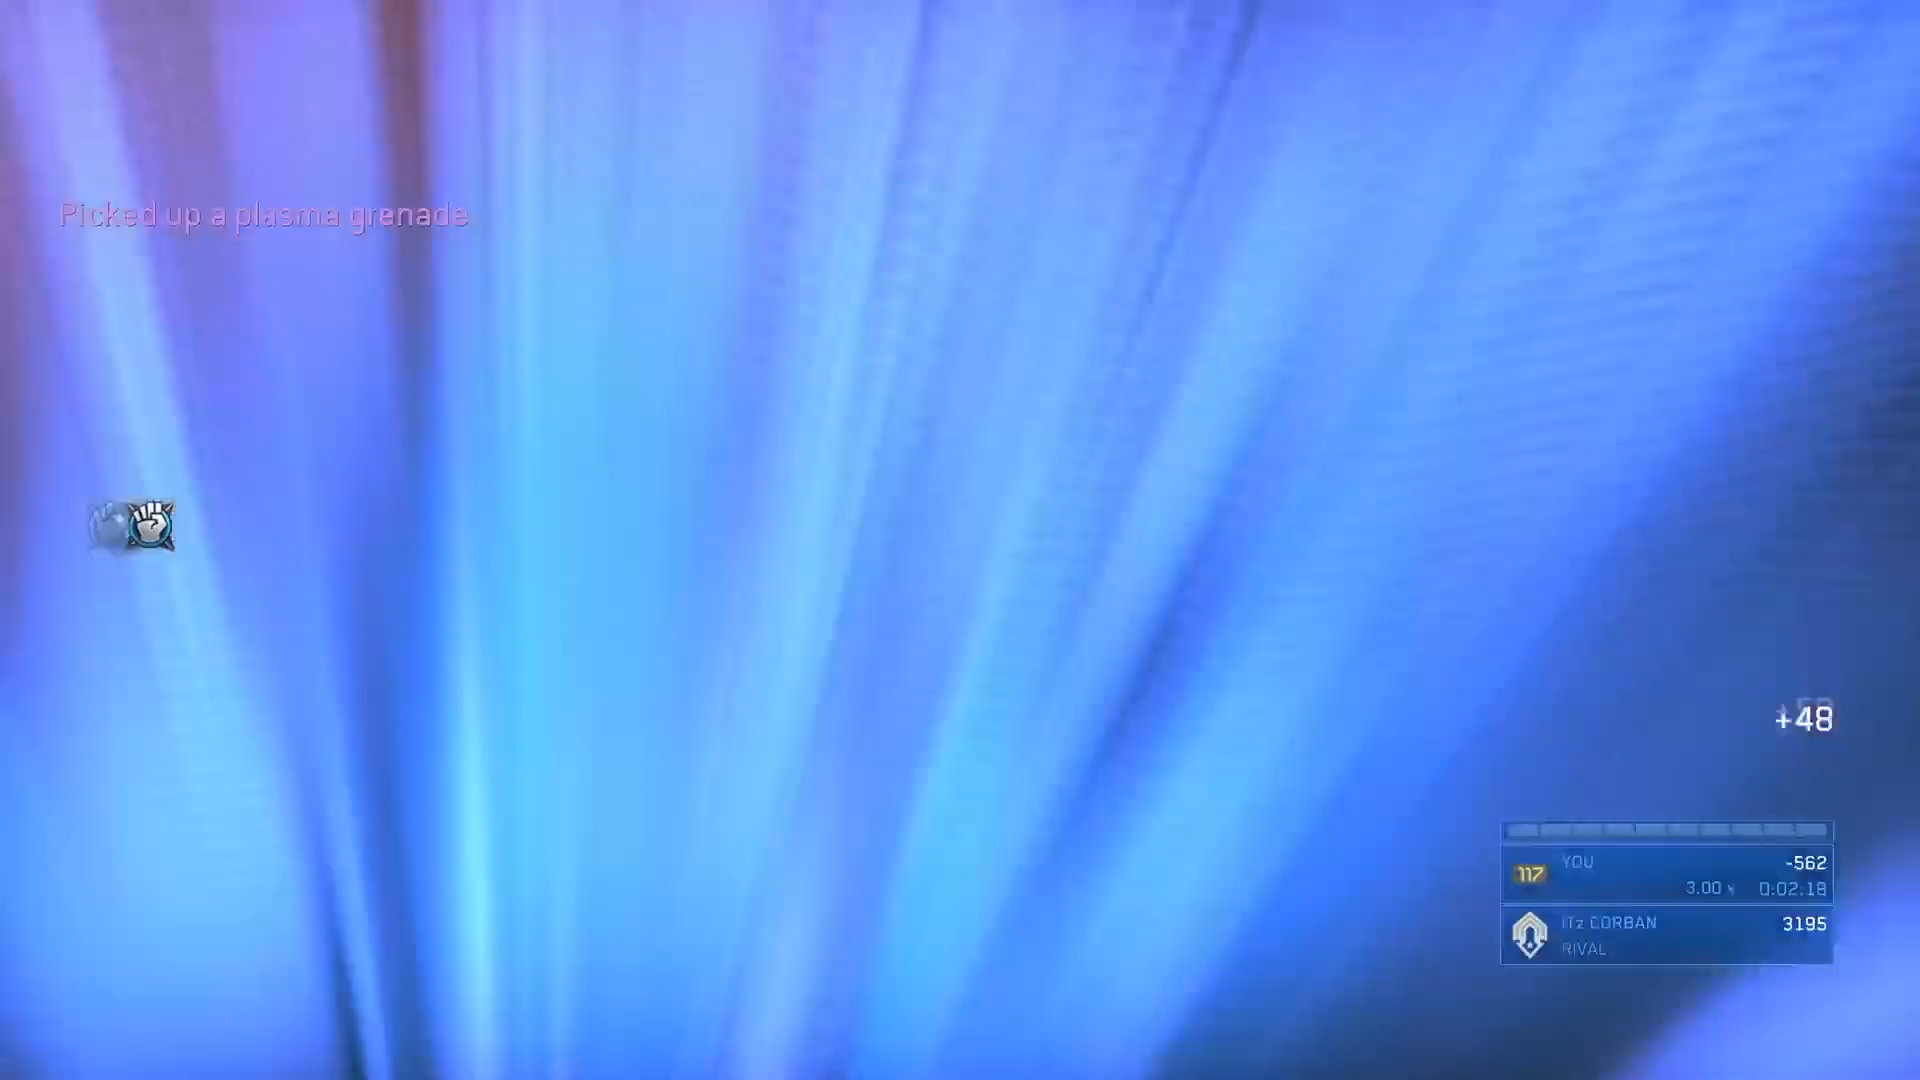 Picked up a plasma grenade
+48
117
YOU
-562
3.00 x
0:02.18
iTz CORBAN
3195
RIVAL